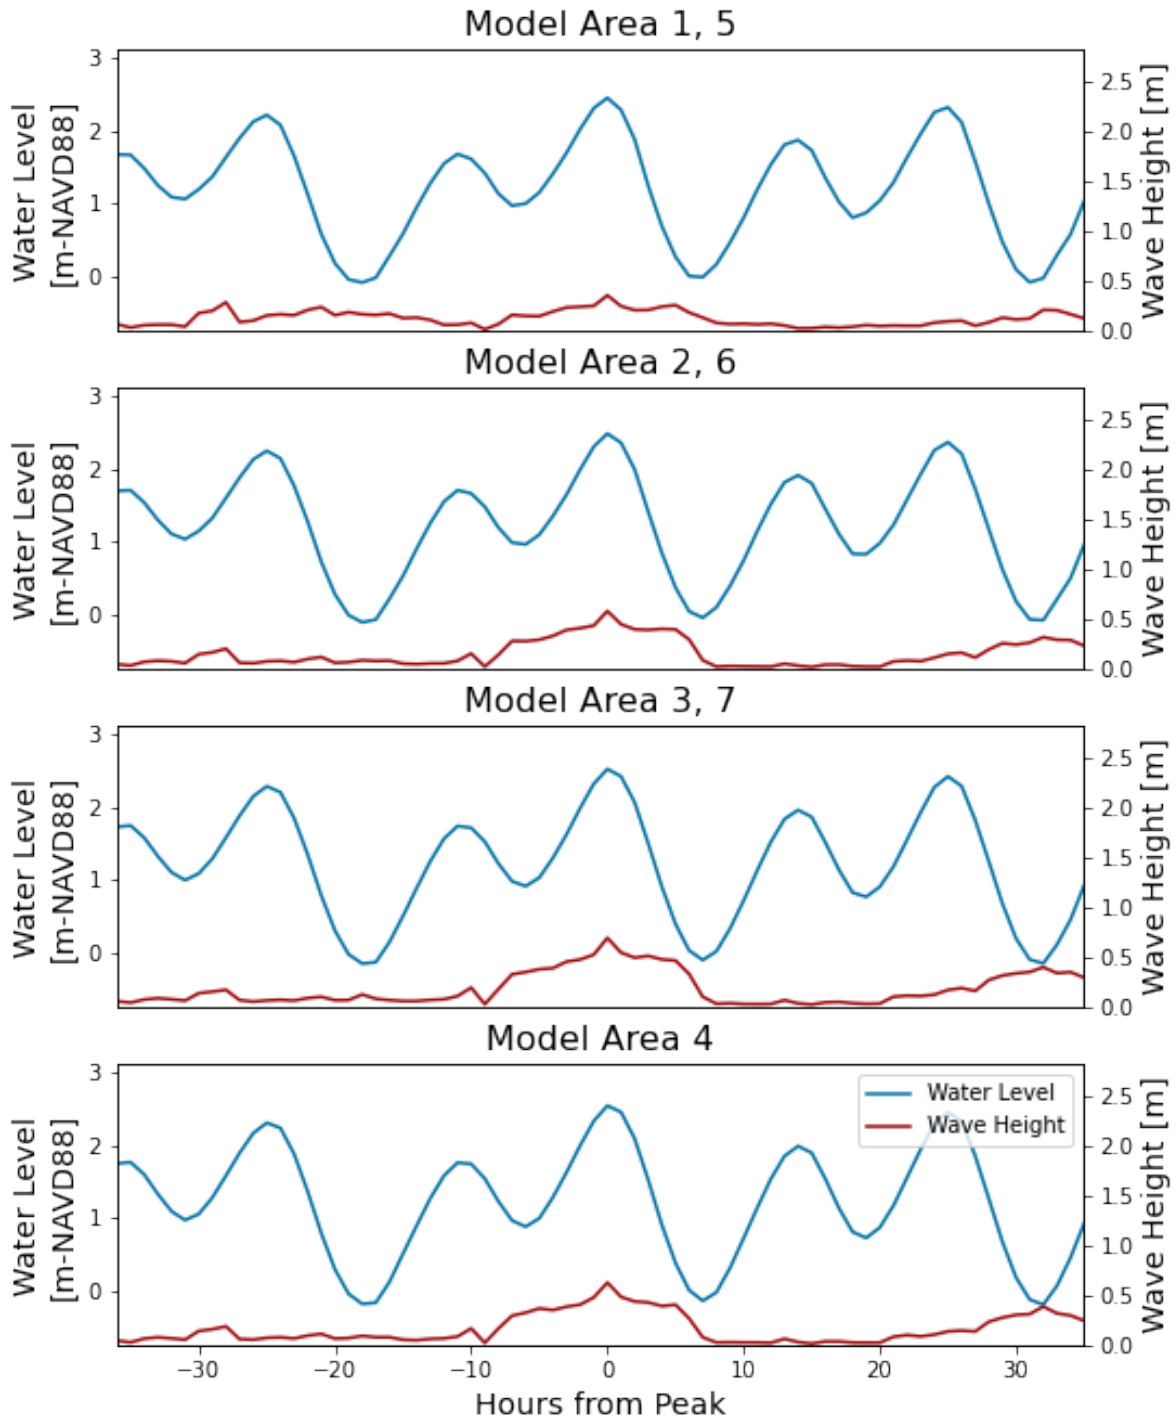 Model Area 1, 5
Water Level
[m-NAVD88]
3
2
1
0
2.5
2.0
1.5
1.0
0.5
0.0
Wave Height [m]
Model Area 2, 6
Water Level
[m-NAVD88]
3
2
1
0
2.5
2.0
1.5
1.0
0.5
0.0
Wave Height [m]
Model Area 3, 7
Water Level
[m-NAVD88]
3
2
1
0
2.5
2.0
1.5
1.0
0.5
0.0
Wave Height [m]
Model Area 4
Water Level
[m-NAVD88]
3
2
1
0
Water Level
Wave Height
2.5
2.0
1.5
1.0
0.5
0.0
Wave Height [m]
−30 −20 −10 0 10 20 30
Hours from Peak